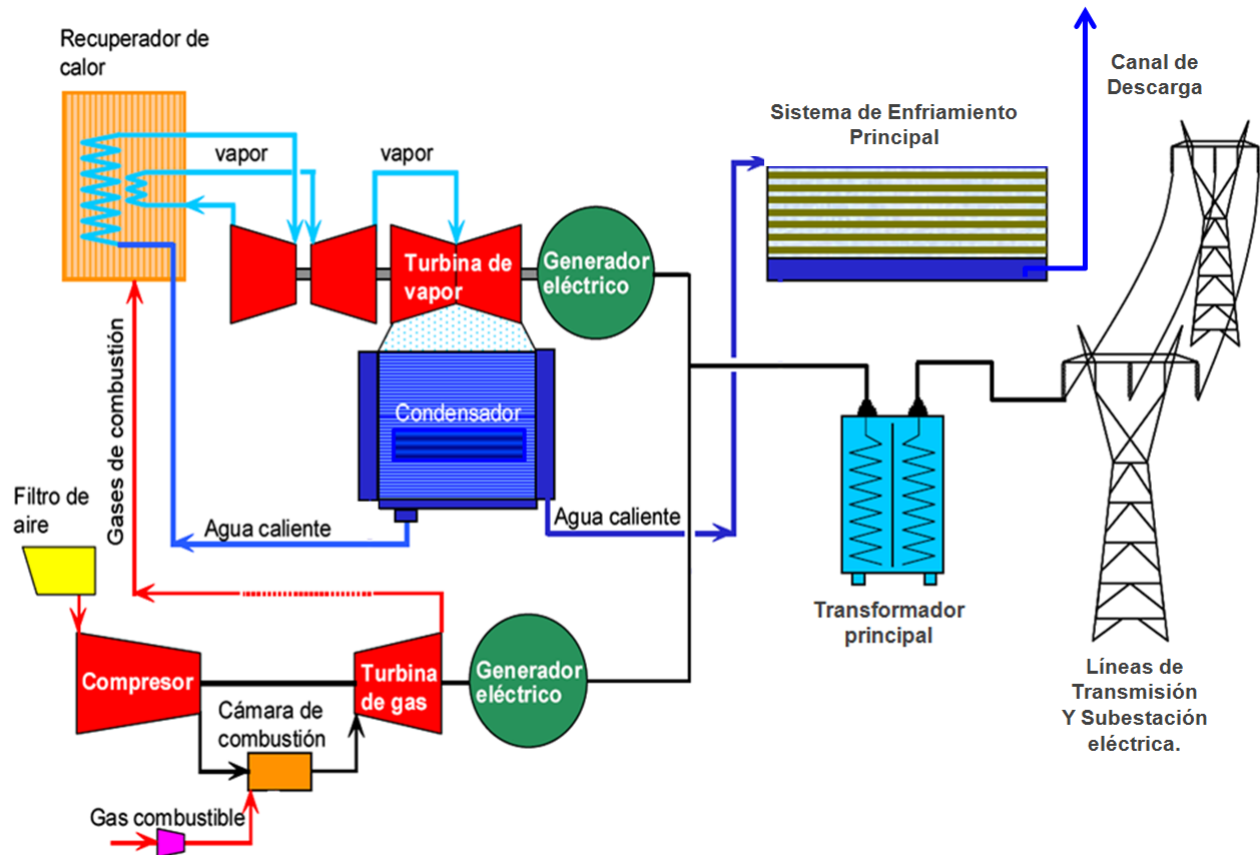 Recuperador de
calor
vapor
vapor
Turbina de
vapor
Generador
eléctrico
Sistema de Enfriamiento
Principal
Canal de
Descarga
Gases de combustión
Condensador
Filtro de
aire
Agua caliente
Agua caliente
Compresor
Turbina
de gas
Generador
eléctrico
Cámara de
combustión
Gas combustible
Transformador
principal
Líneas de
Transmisión
Y Subestación
eléctrica.